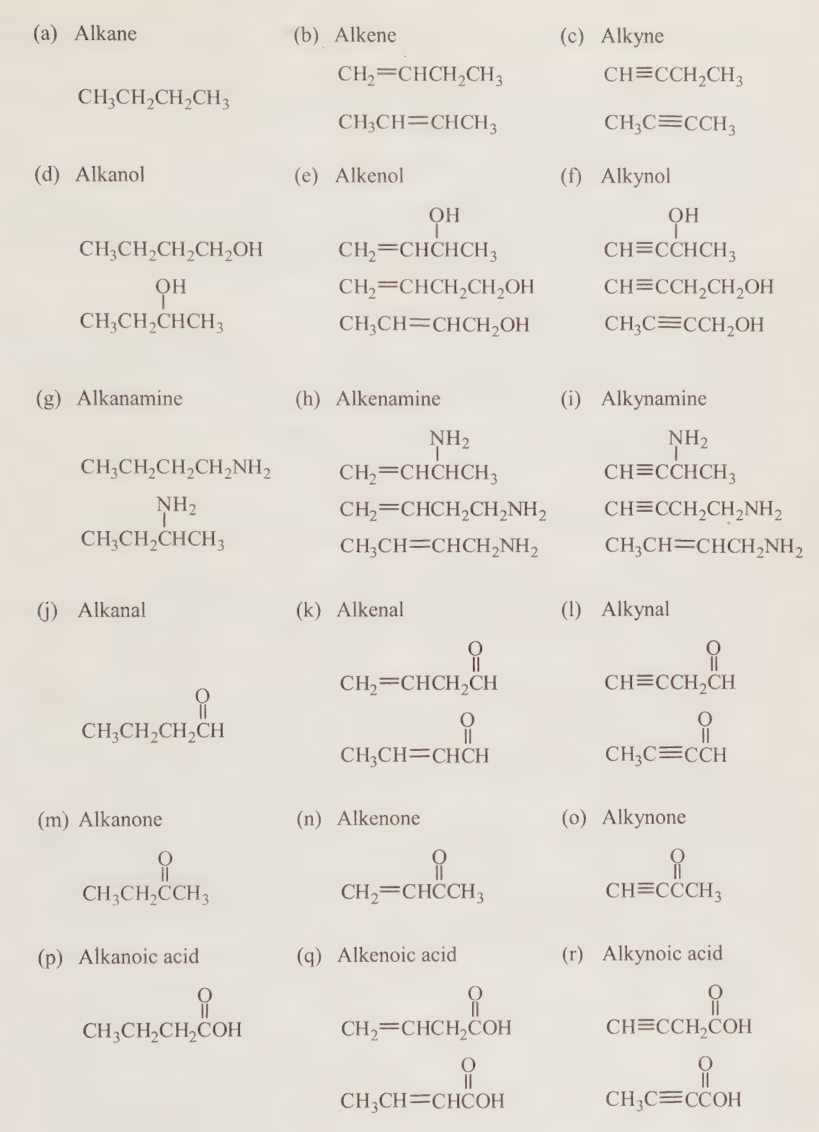 (a) Alkane (b) Alkene (c) Alkyne
CH₂=CHCH₂CH₃ CH≡CCH₂CH₃
CH₃CH₂CH₂CH₃
CH₃CH=CHCH₃ CH₃C≡CCH₃
(d) Alkanol (e) Alkenol (f) Alkynol
OH OH
CH₃CH₂CH₂CH₂OH CH₂=CHCHCH₃ CH≡CCHCH₃
OH CH₂=CHCH₂CH₂OH CH≡CCH₂CH₂OH
CH₃CH₂CHCH₃ CH₃CH=CHCH₂OH CH₃C≡CCH₂OH
(g) Alkanamine (h) Alkenamine (i) Alkynamine
NH₂ NH₂
CH₃CH₂CH₂CH₂NH₂ CH₂=CHCHCH₃ CH≡CCHCH₃
NH₂ CH₂=CHCH₂CH₂NH₂ CH≡CCH₂CH₂NH₂
CH₃CH₂CHCH₃ CH₃CH=CHCH₂NH₂ CH₃CH=CHCH₂NH₂
(j) Alkanal (k) Alkenal (l) Alkynal
O O
CH₂=CHCH₂CH CH≡CCH₂CH
O O O
CH₃CH₂CH₂CH CH₃CH=CHCH CH₃C≡CCH
(m) Alkanone (n) Alkenone (o) Alkynone
O O O
CH₃CH₂CCH₃ CH₂=CHCCH₃ CH≡CCCH₃
(p) Alkanoic acid (q) Alkenoic acid (r) Alkynoic acid
O O O
CH₃CH₂CH₂COH CH₂=CHCH₂COH CH≡CCH₂COH
O O
CH₃CH=CHCOH CH₃C≡CCOH